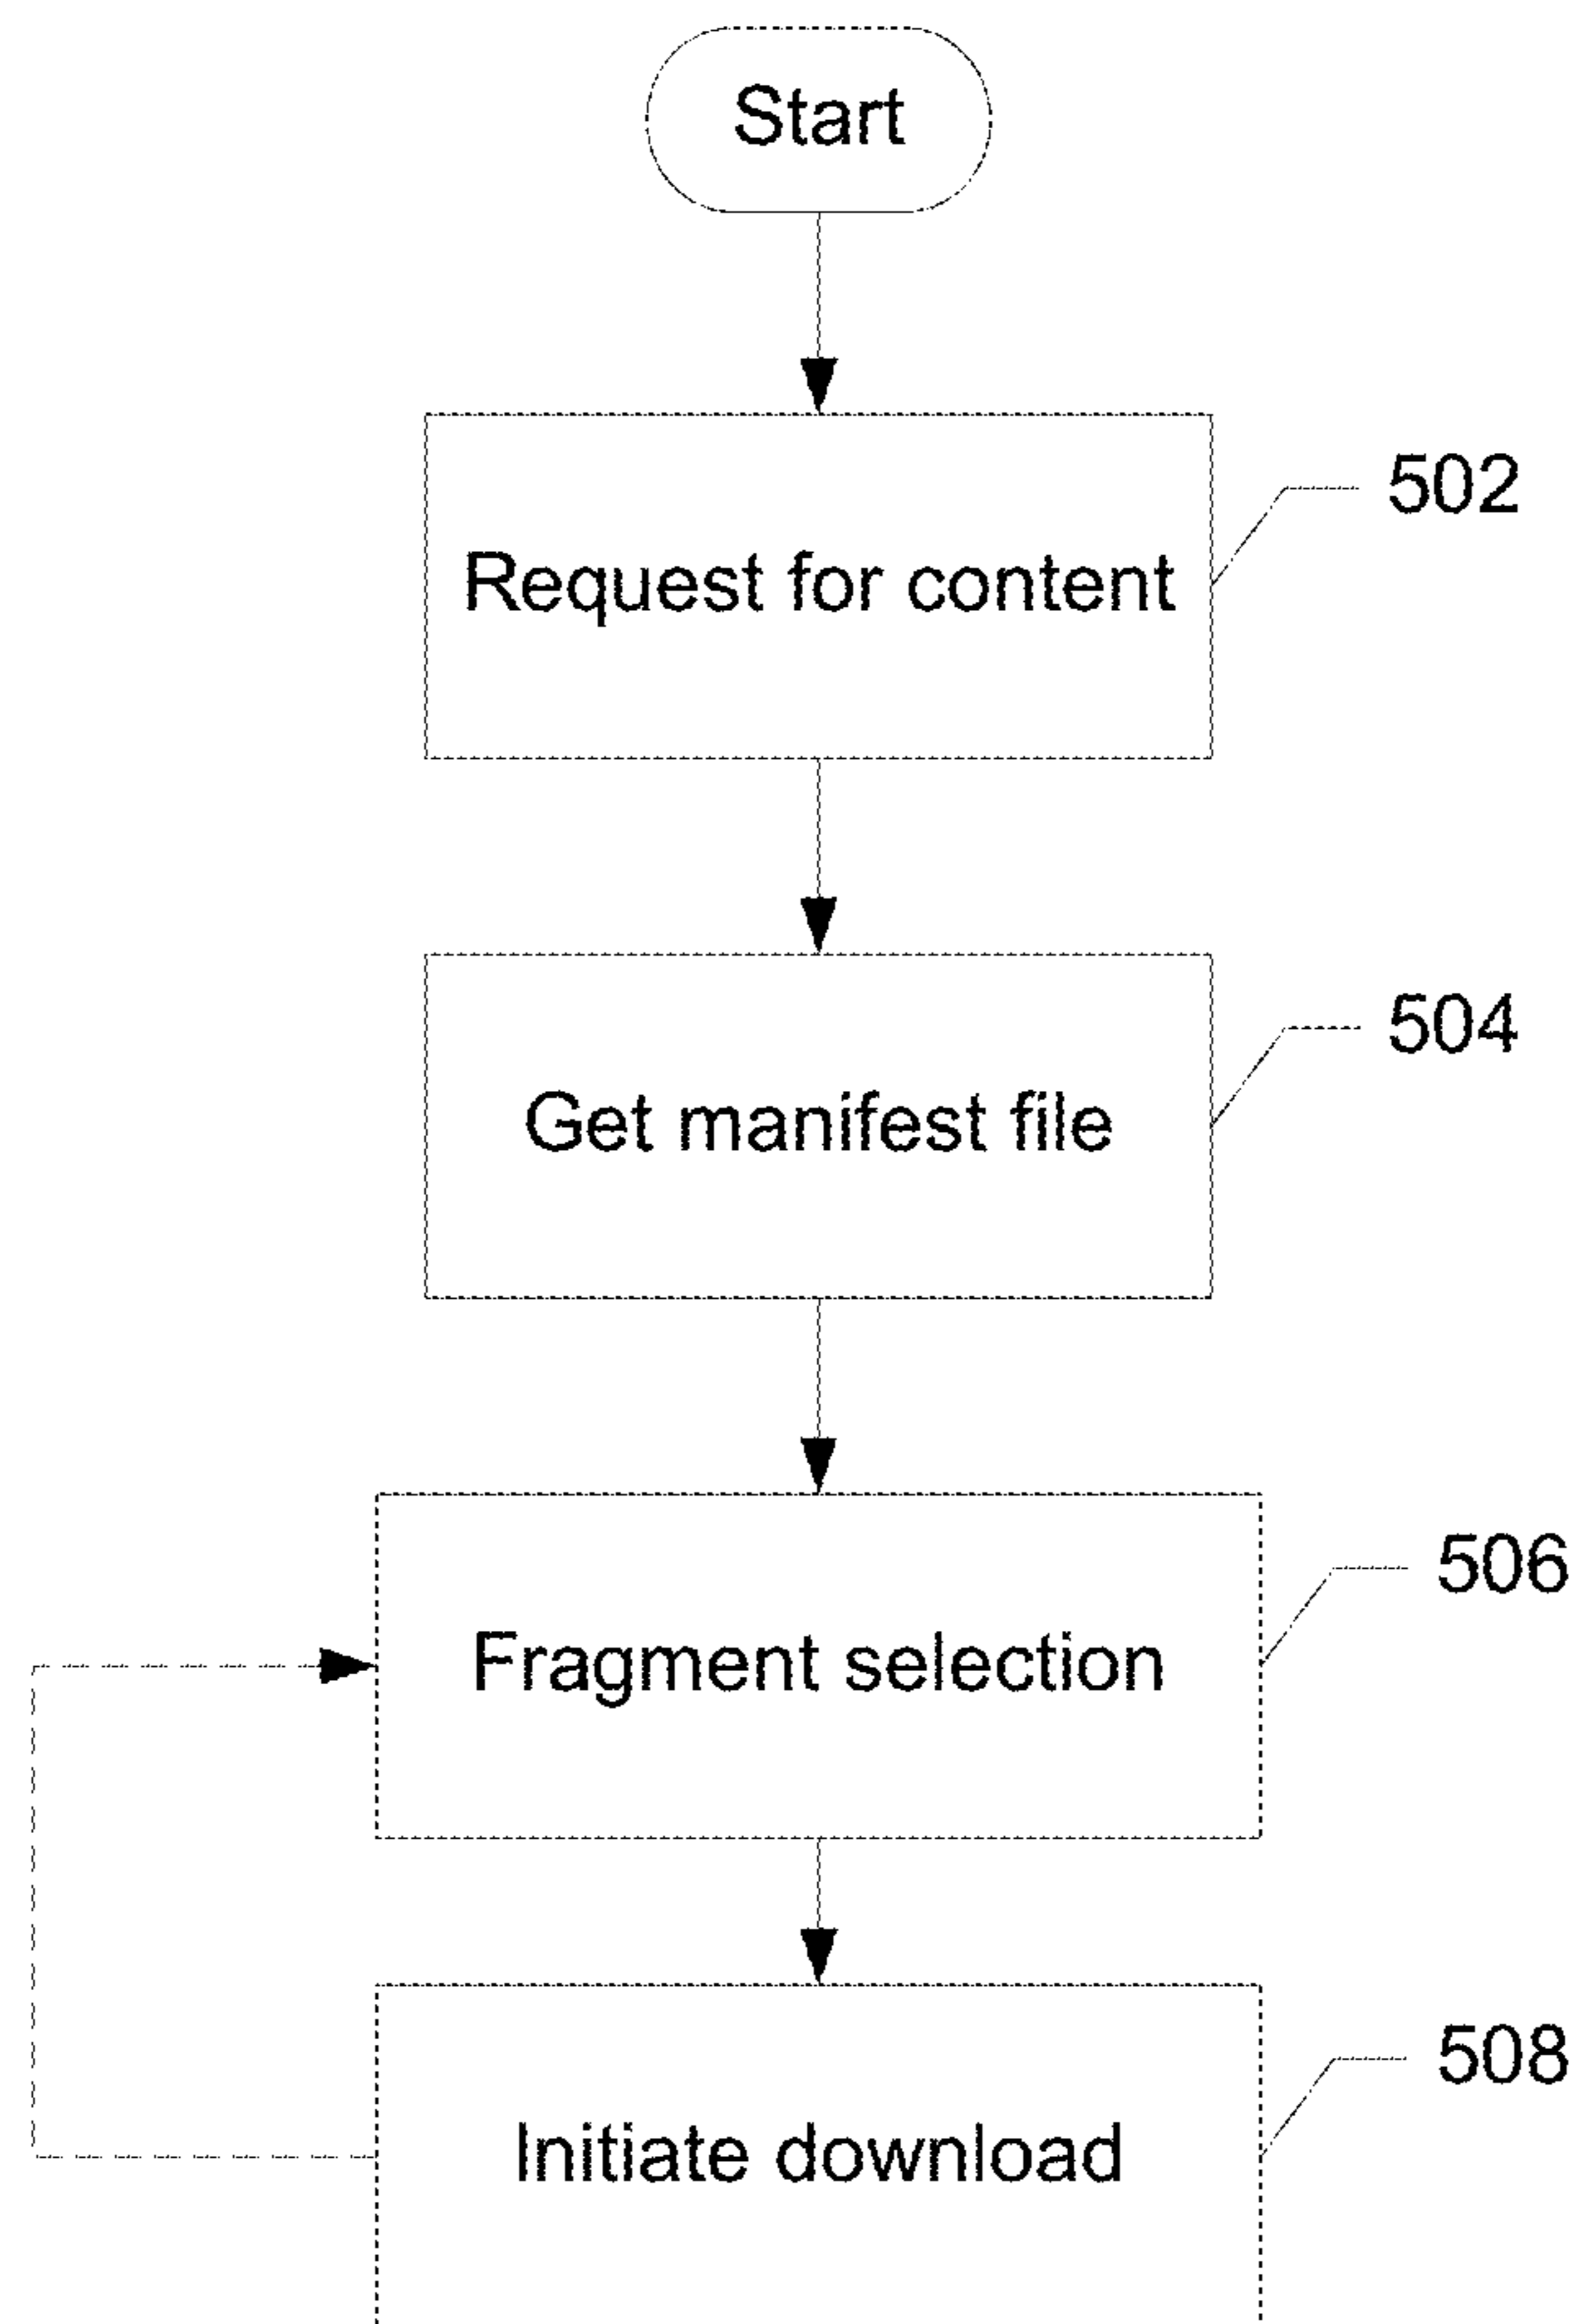 Start
502
Request for content
504
Get manifest file
506
Fragment selection
508
Initiate download